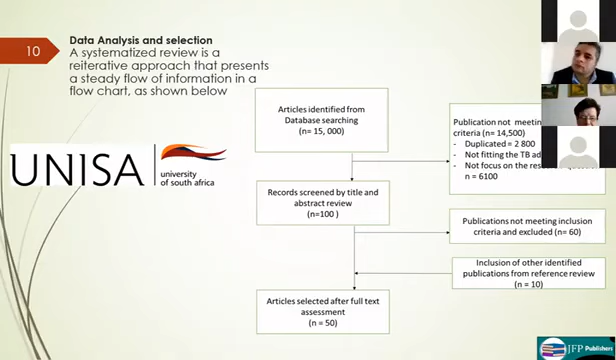 10
Data Analysis and selection
A systematized review is a
reiterative approach that presents
a steady flow of information in a
flow chart, as shown below
UNISA
university
of south africa
Articles identified from
Database searching
(n= 15, 000)
Publication not meeting
criteria (n= 14,500)
- Duplicated = 2 800
- Not fitting the TB
- Not focus on the
n = 6100
Records screened by title and
abstract review
(n=100 )
Publications not meeting inclusion
criteria and excluded (n= 60)
Inclusion of other identified
publications from reference review
(n = 10)
Articles selected after full text
assessment
(n = 50)
JFP Publishers